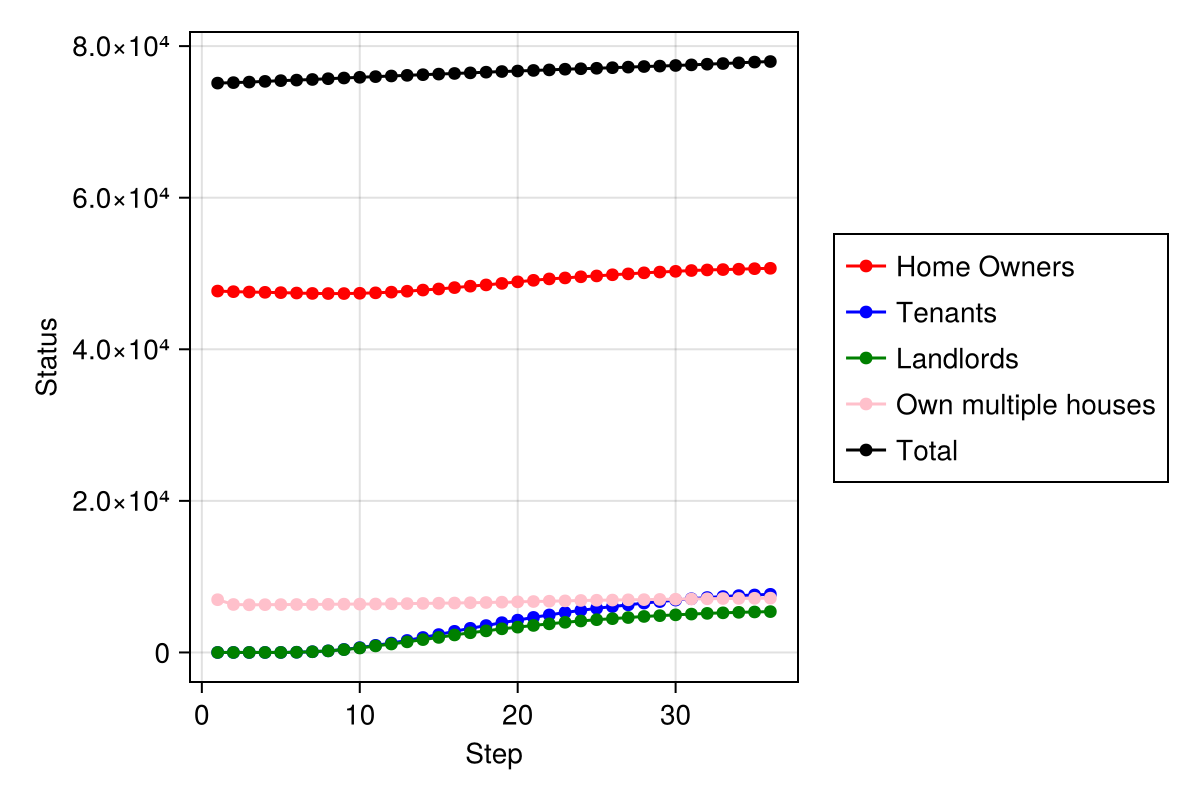 8.0×10⁴
6.0×10⁴
4.0×10⁴
2.0×10⁴
0
Status
0 10 20 30
Step
Home Owners
Tenants
Landlords
Own multiple houses
Total